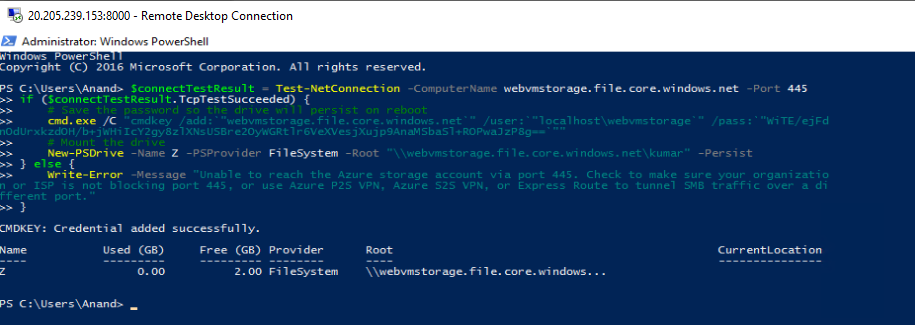 20.205.239.153:8000 - Remote Desktop Connection
Administrator: Windows PowerShell
Windows PowerShell
Copyright (C) 2016 Microsoft Corporation. All rights reserved.
PS C:\Users\Anand> $connectTestResult = Test-NetConnection -ComputerName webvmstorage.file.core.windows.net -Port 445
>> if ($connectTestResult.TcpTestSucceeded) {
>>     # Save the password so the drive will persist on reboot
>>     cmd.exe /C "cmdkey /add:`"webvmstorage.file.core.windows.net`" /user:`"localhost\webvmstorage`" /pass:`"
>>     # Mount the drive
>>     New-PSDrive -Name Z -PSProvider FileSystem -Root "\\webvmstorage.file.core.windows.net\kumar" -Persist
>> } else {
>>     Write-Error -Message "Unable to reach the Azure storage account via port 445. Check to make sure your organizatio
n or ISP is not blocking port 445, or use Azure P2S VPN, Azure S2S VPN, or Express Route to tunnel SMB traffic over a di
fferent port."
>> }
CMDKEY: Credential added successfully.
Name Used (GB) Free (GB) Provider Root CurrentLocation
---- --------- --------- -------- ---- ---------------
Z 0.00 2.00 FileSystem \\webvmstorage.file.core.windows...
PS C:\Users\Anand> _